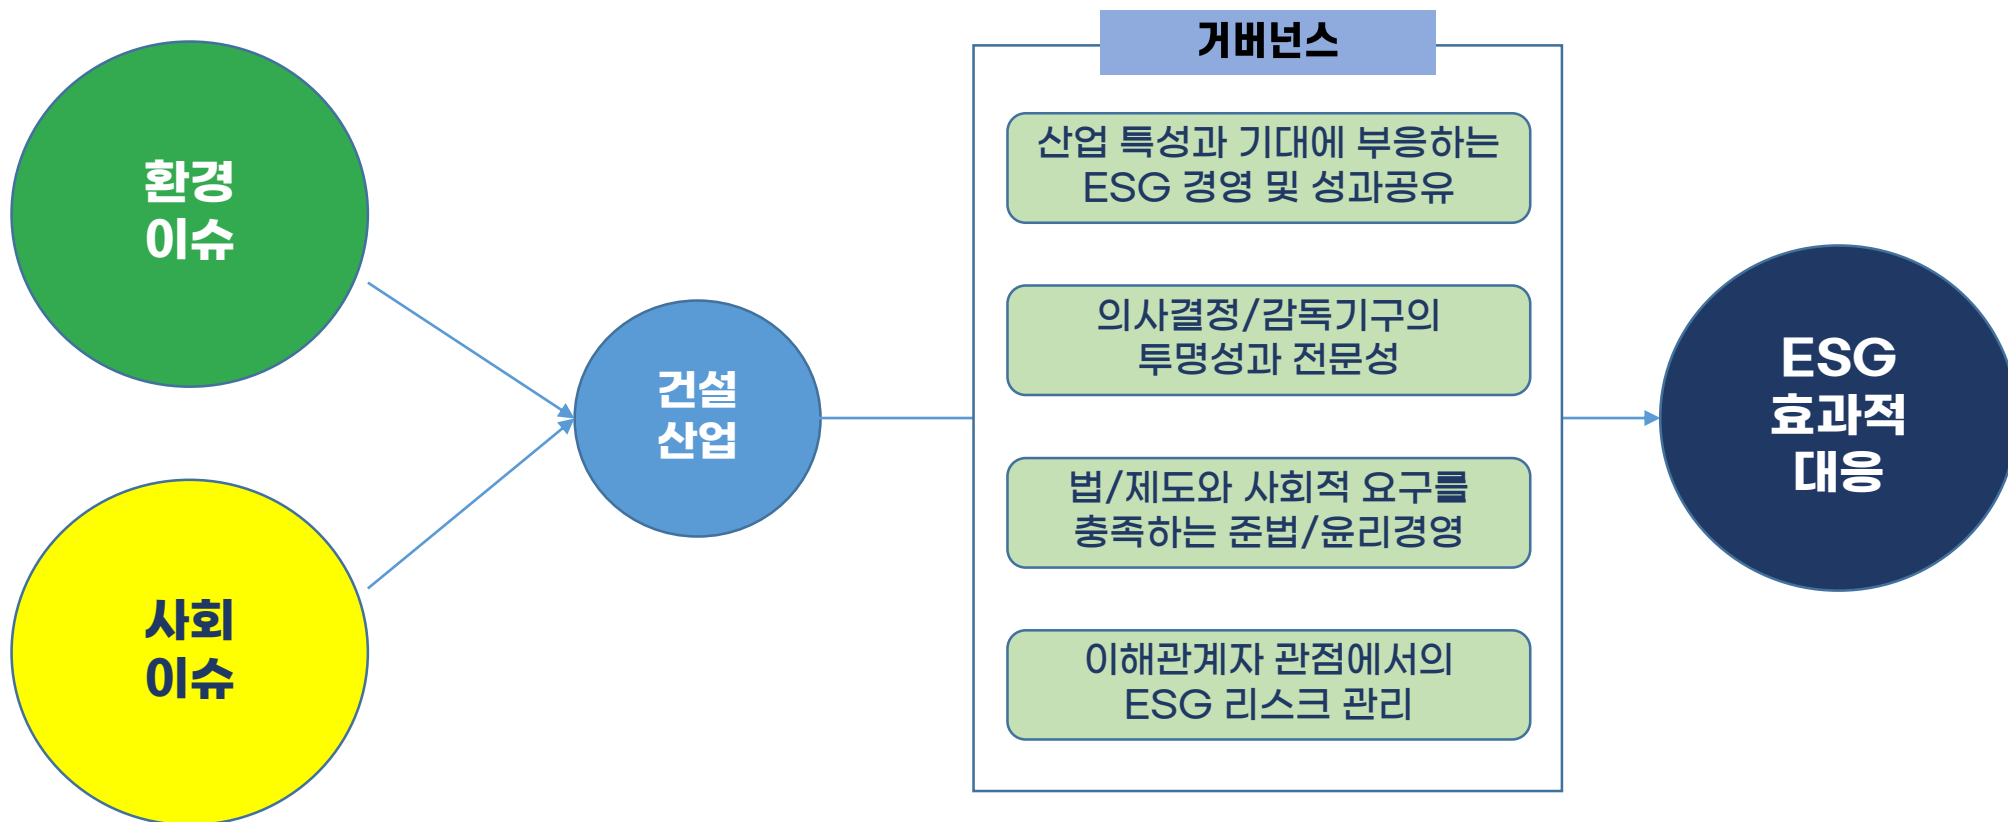 환경
이슈
사회
이슈
건설
산업
거버넌스
산업 특성과 기대에 부응하는
ESG 경영 및 성과공유
의사결정/감독기구의
투명성과 전문성
법/제도와 사회적 요구를
충족하는 준법/윤리경영
이해관계자 관점에서의
ESG 리스크 관리
ESG
효과적
대응